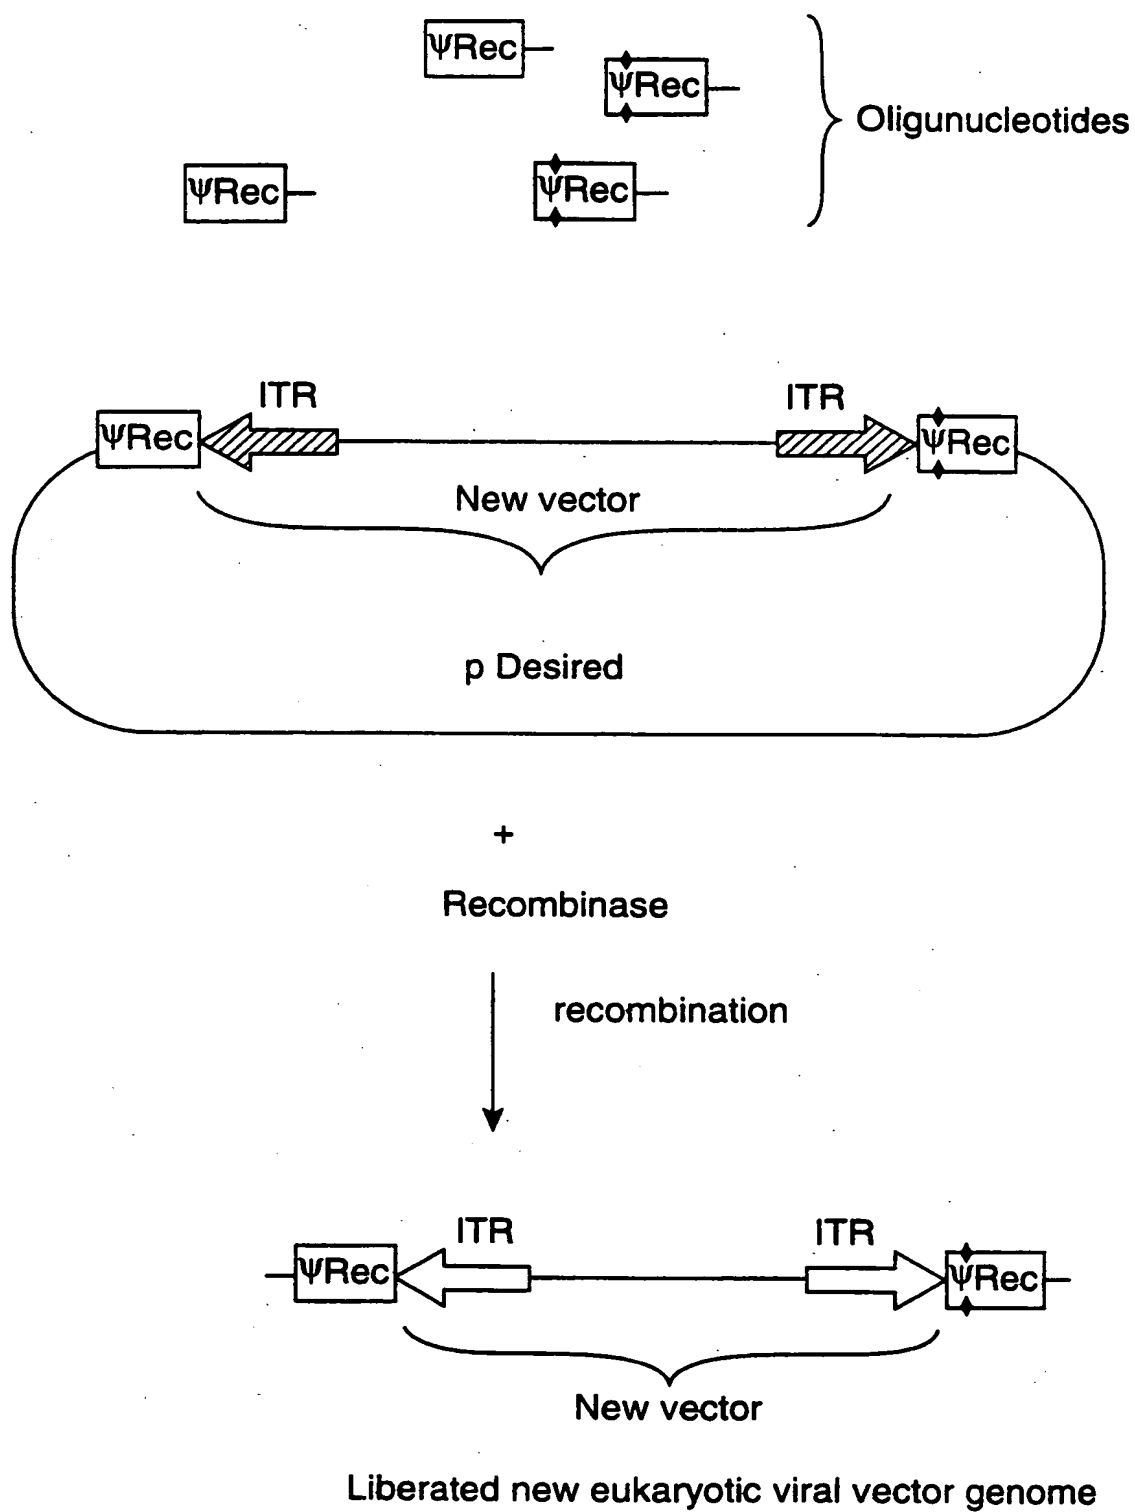 ΨRec
ΨRec
Oligunucleotides
ΨRec
ΨRec
ITR
ITR
ΨRec
ΨRec
New vector
p Desired
+
Recombinase
recombination
ITR
ITR
ΨRec
ΨRec
New vector
Liberated new eukaryotic viral vector genome